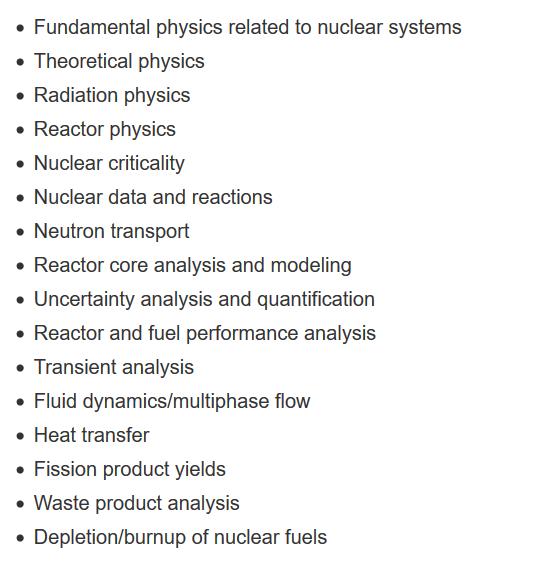 • Fundamental physics related to nuclear systems
• Theoretical physics
• Radiation physics
• Reactor physics
• Nuclear criticality
• Nuclear data and reactions
• Neutron transport
• Reactor core analysis and modeling
• Uncertainty analysis and quantification
• Reactor and fuel performance analysis
• Transient analysis
• Fluid dynamics/multiphase flow
• Heat transfer
• Fission product yields
• Waste product analysis
• Depletion/burnup of nuclear fuels